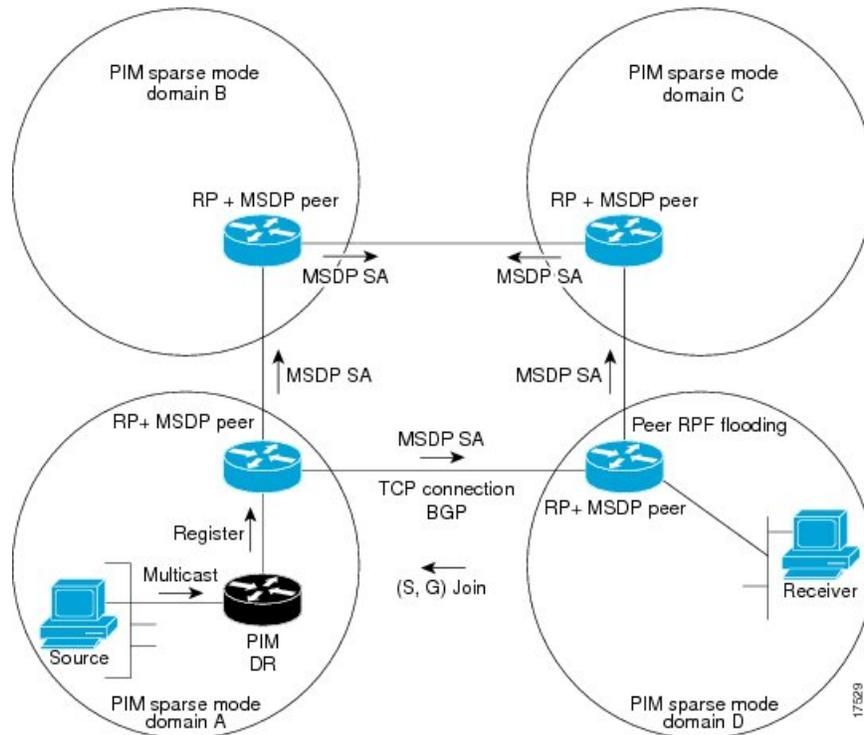 PIM sparse mode
domain B
PIM sparse mode
domain C
RP + MSDP peer
RP + MSDP peer
MSDP SA
MSDP SA
MSDP SA
MSDP SA
RP+ MSDP peer
MSDP SA
Peer RPF flooding
TCP connection
BGP
RP+ MSDP peer
Register
Multicast
(S, G) Join
Receiver
Source
PIM
DR
PIM sparse mode
domain A
PIM sparse mode
domain D
17529